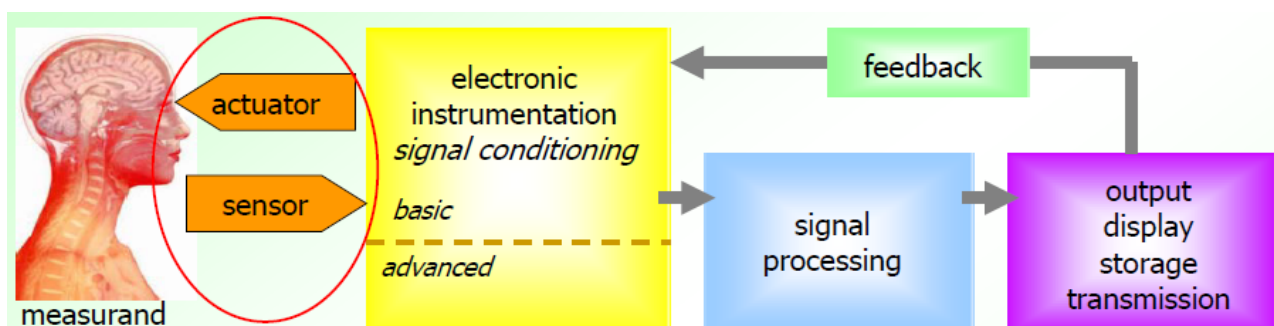 measurand
actuator
sensor
electronic
instrumentation
signal conditioning
basic
advanced
feedback
signal
processing
output
display
storage
transmission